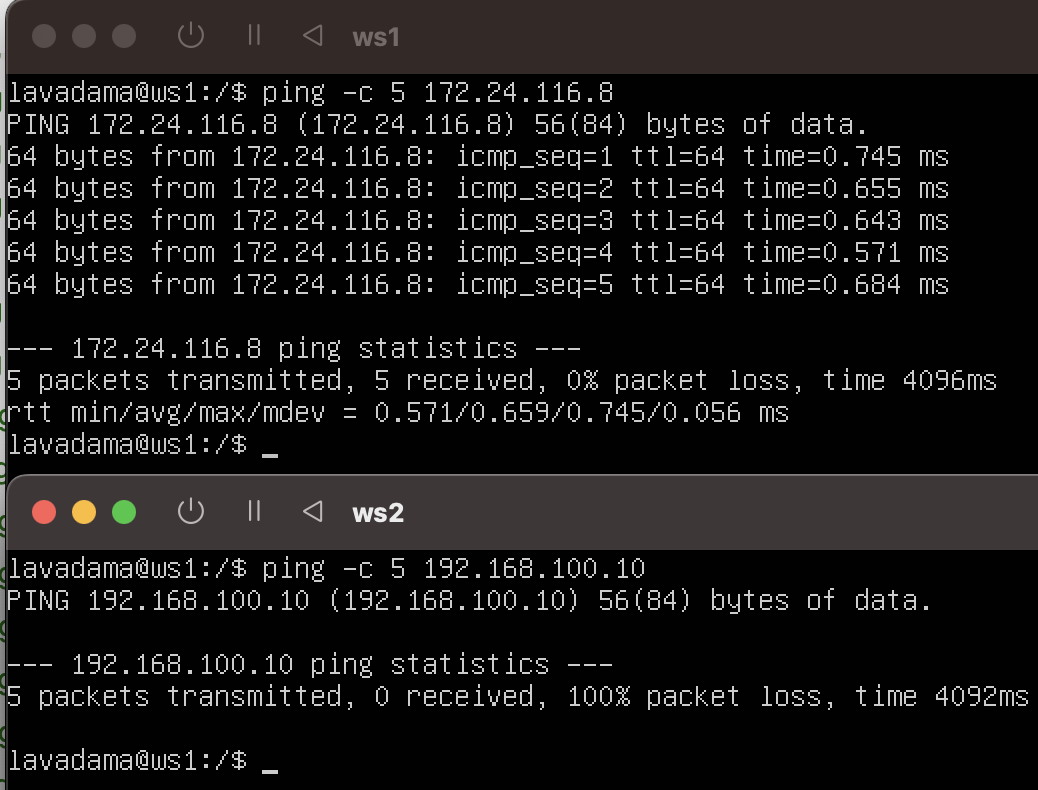 ws1
lavadama@ws1:/$ ping -c 5 172.24.116.8
PING 172.24.116.8 (172.24.116.8) 56(84) bytes of data.
64 bytes from 172.24.116.8: icmp_seq=1 ttl=64 time=0.745 ms
64 bytes from 172.24.116.8: icmp_seq=2 ttl=64 time=0.655 ms
64 bytes from 172.24.116.8: icmp_seq=3 ttl=64 time=0.643 ms
64 bytes from 172.24.116.8: icmp_seq=4 ttl=64 time=0.571 ms
64 bytes from 172.24.116.8: icmp_seq=5 ttl=64 time=0.684 ms
--- 172.24.116.8 ping statistics ---
5 packets transmitted, 5 received, 0% packet loss, time 4096ms
rtt min/avg/max/mdev = 0.571/0.659/0.745/0.056 ms
lavadama@ws1:/$ _
ws2
lavadama@ws1:/$ ping -c 5 192.168.100.10
PING 192.168.100.10 (192.168.100.10) 56(84) bytes of data.
--- 192.168.100.10 ping statistics ---
5 packets transmitted, 0 received, 100% packet loss, time 4092ms
lavadama@ws1:/$ _